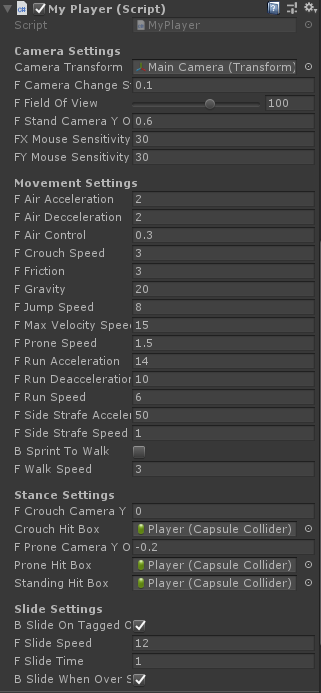 My Player (Script)
Script MyPlayer
Camera Settings
Camera Transform Main Camera (Transform)
F Camera Change S 0.1
F Field Of View 100
F Stand Camera Y O 0.6
FX Mouse Sensitivity 30
FY Mouse Sensitivity 30
Movement Settings
F Air Acceleration 2
F Air Decceleration 2
F Air Control 0.3
F Crouch Speed 3
F Friction 3
F Gravity 20
F Jump Speed 8
F Max Velocity Speed 15
F Prone Speed 1.5
F Run Acceleration 14
F Run Deacceleration 10
F Run Speed 6
F Side Strafe Acceler 50
F Side Strafe Speed 1
B Sprint To Walk
F Walk Speed 3
Stance Settings
F Crouch Camera Y 0
Crouch Hit Box Player (Capsule Collider)
F Prone Camera Y O -0.2
Prone Hit Box Player (Capsule Collider)
Standing Hit Box Player (Capsule Collider)
Slide Settings
B Slide On Tagged O
F Slide Speed 12
F Slide Time 1
B Slide When Over S